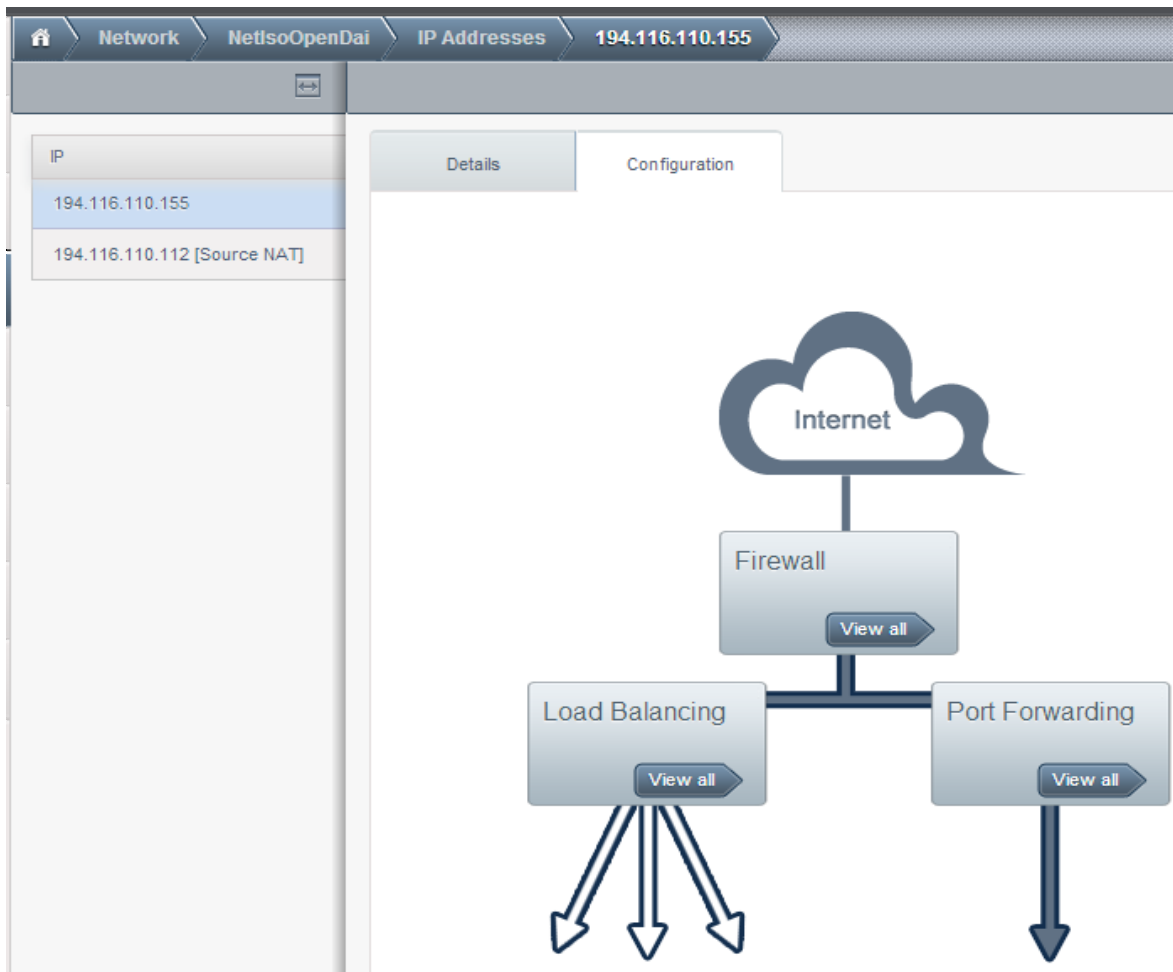 Network NetIsoOpenDai IP Addresses 194.116.110.155
IP
194.116.110.155
194.116.110.112 [Source NAT]
Details Configuration
Internet
Firewall
View all
Load Balancing
View all
Port Forwarding
View all